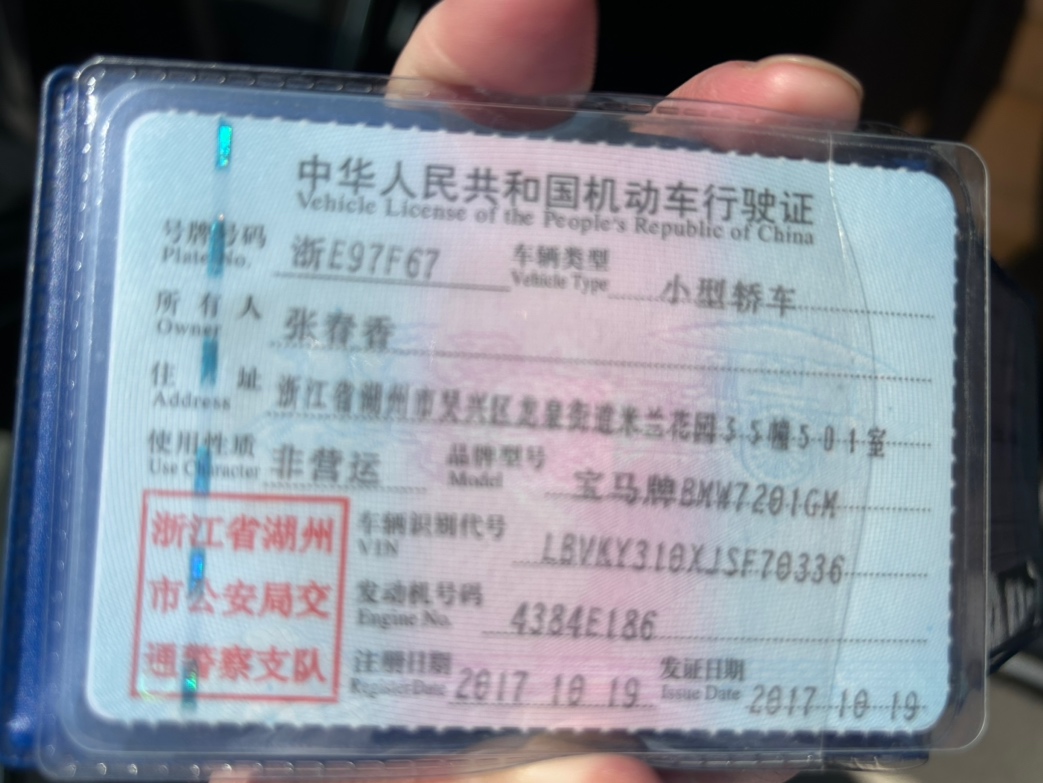 中华人民共和国机动车行驶证
Vehicle License of the People's Republic of China
号牌号码 浙E97F67 车辆类型 小型轿车
Plate No. Vehicle Type
所有人 张春香
Owner
住址 浙江省湖州市吴兴区龙泉街道米兰花园35幢501室
Address
使用性质 非营运 品牌型号 宝马牌BMW7201GM
Use Character Model
浙江省湖州
市公安局交
通警察支队
车辆识别代号 LBVKY310XJSF70336
VIN
发动机号码 4384E186
Engine No.
注册日期 2017 10 19 发证日期 2017 10 19
Register Date Issue Date